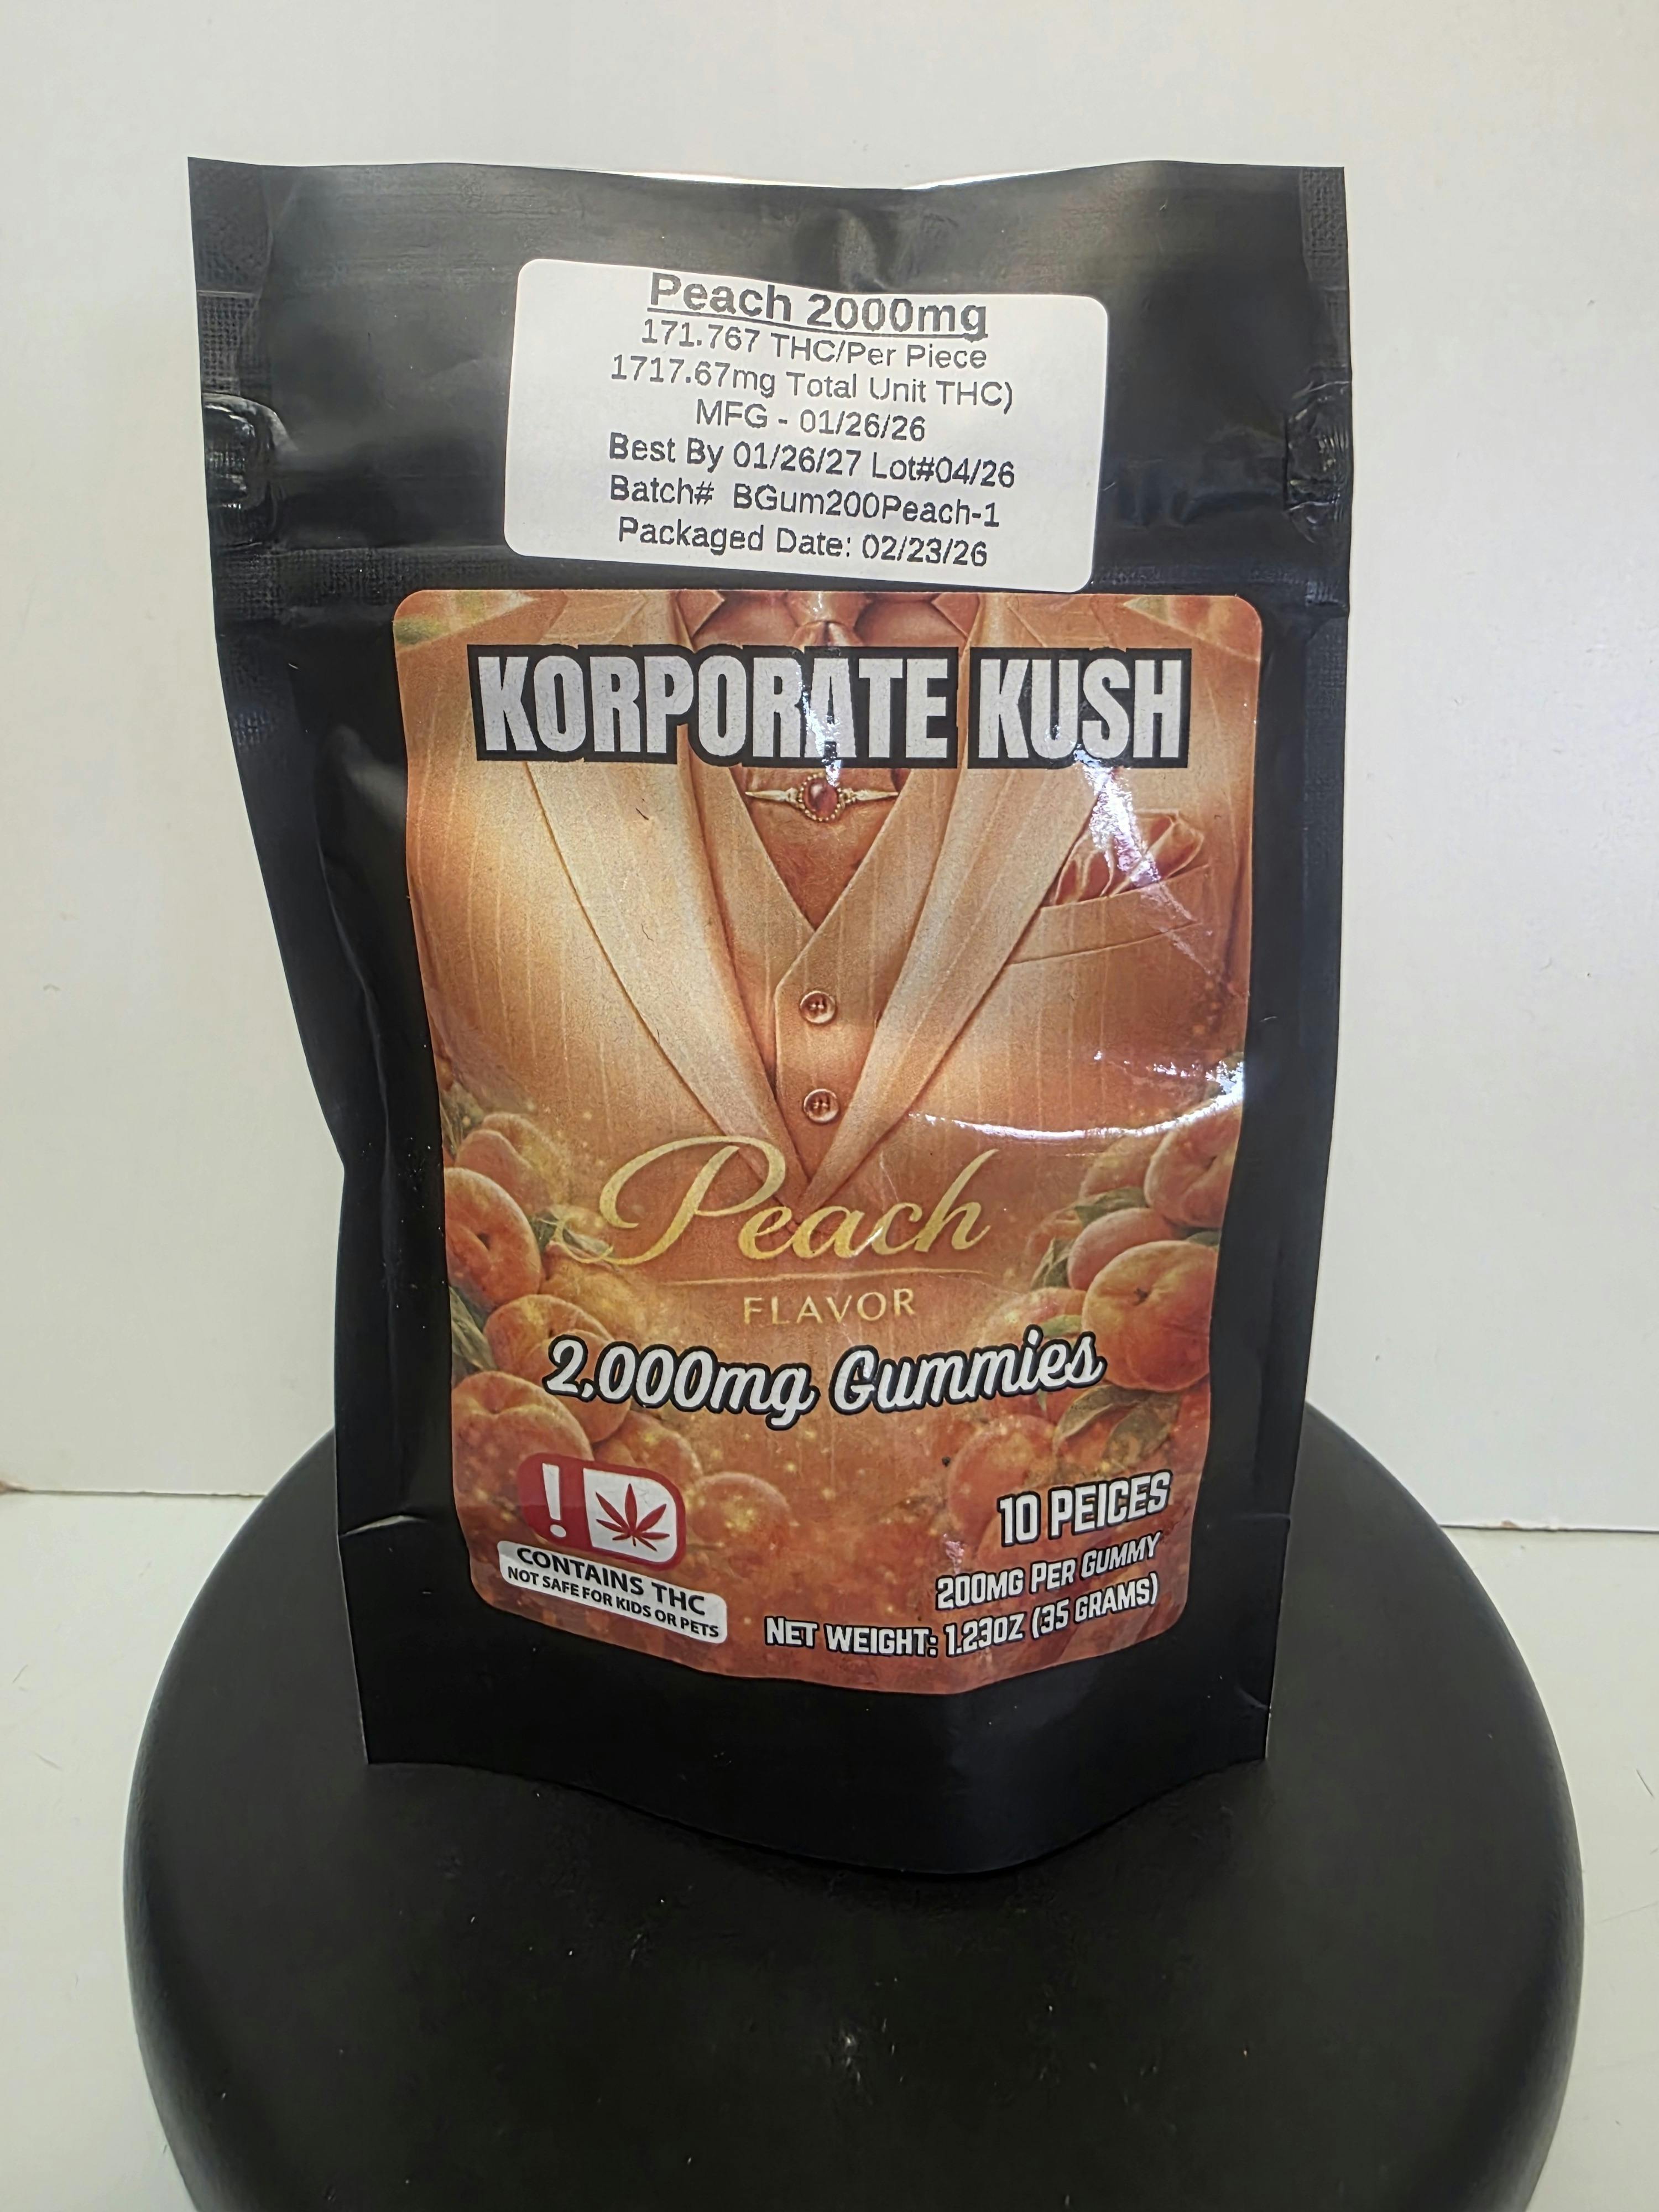 Peach 2000mg
171.767 THC/Per Piece
1717.67mg Total Unit THC)
MFG - 01/26/26
Best By 01/26/27 Lot#04/26
Batch# BGum200Peach-1
Packaged Date: 02/23/26
KORPORATE KUSH
Peach
FLAVOR
2,000mg Gummies
!
CONTAINS THC
NOT SAFE FOR KIDS OR PETS
10 PEICES
200MG PER GUMMY
NET WEIGHT: 1.23OZ (35 GRAMS)